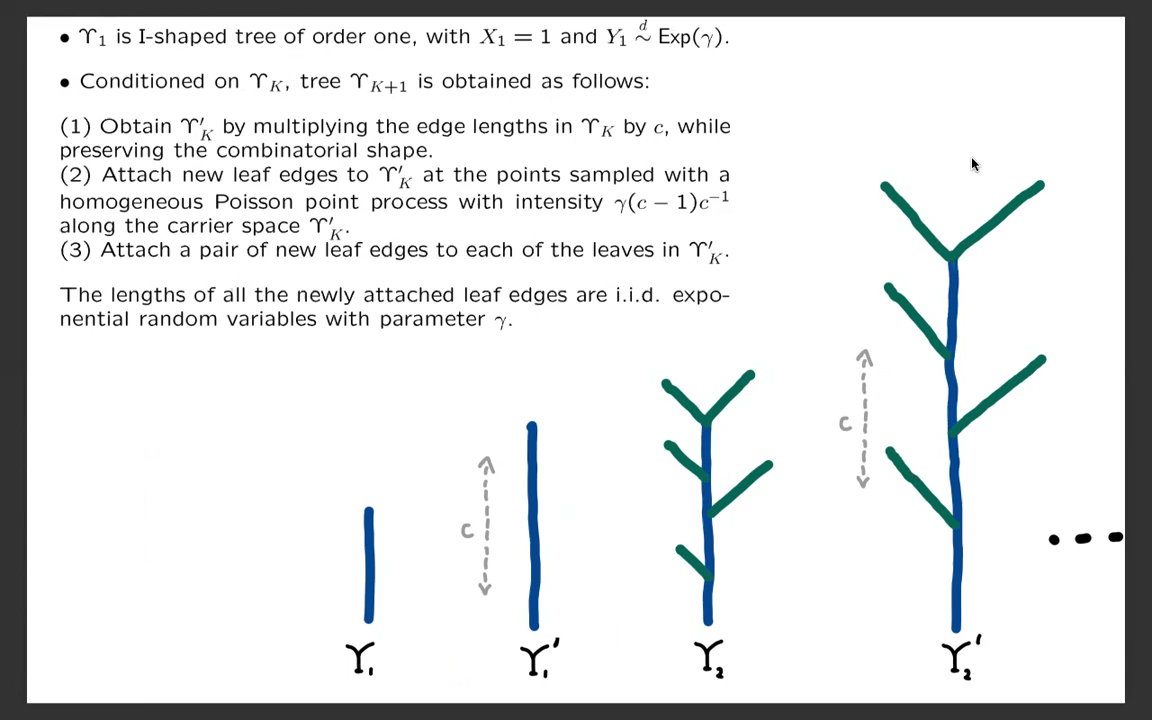 • ϒ₁ is I-shaped tree of order one, with X₁ = 1 and Y₁ ~ᵈ Exp(γ).
• Conditioned on ϒ_K, tree ϒ_{K+1} is obtained as follows:
(1) Obtain ϒ′_K by multiplying the edge lengths in ϒ_K by c, while
preserving the combinatorial shape.
(2) Attach new leaf edges to ϒ′_K at the points sampled with a
homogeneous Poisson point process with intensity γ(c − 1)c⁻¹
along the carrier space ϒ′_K.
(3) Attach a pair of new leaf edges to each of the leaves in ϒ′_K.
The lengths of all the newly attached leaf edges are i.i.d. expo-
nential random variables with parameter γ.
c
c
ϒ₁
ϒ₁′
ϒ₂
ϒ₂′